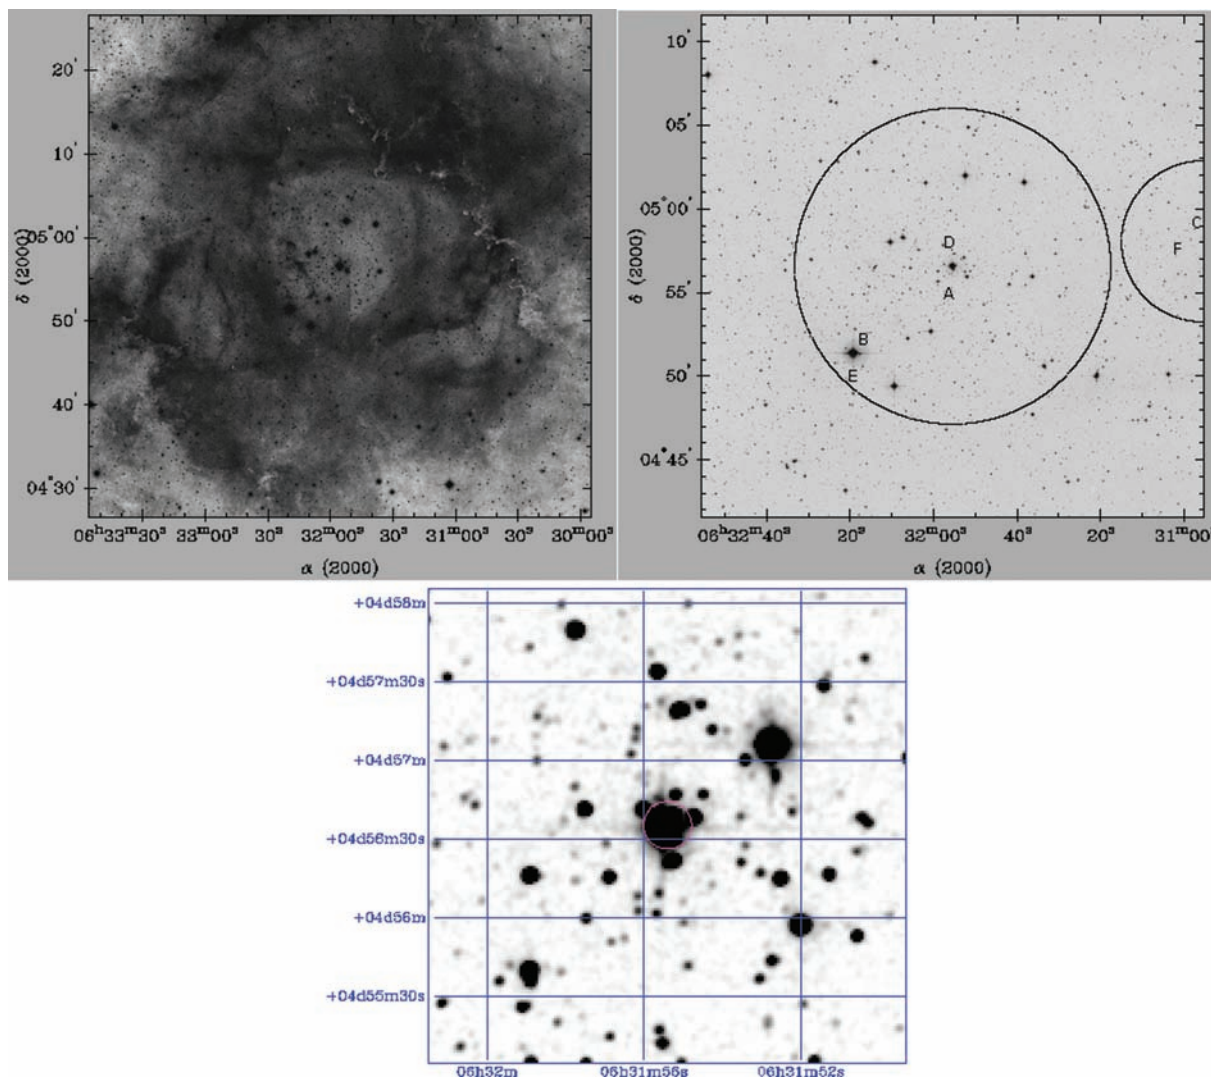 20'
10'
05°00'
50'
40'
04°30'
δ (2000)
06ʰ33ᵐ30ˢ 33ᵐ00ˢ 30ˢ 32ᵐ00ˢ 30ˢ 31ᵐ00ˢ 30ˢ 30ᵐ00ˢ
α (2000)
10'
05'
05°00'
55'
50'
04°45'
δ (2000)
C
D
F
A
B
E
06ʰ32ᵐ40ˢ 20ˢ 32ᵐ00ˢ 40ˢ 20ˢ 31ᵐ00ˢ
α (2000)
+04d58m
+04d57m30s
+04d57m
+04d56m30s
+04d56m
+04d55m30s
06h32m 06h31m56s 06h31m52s